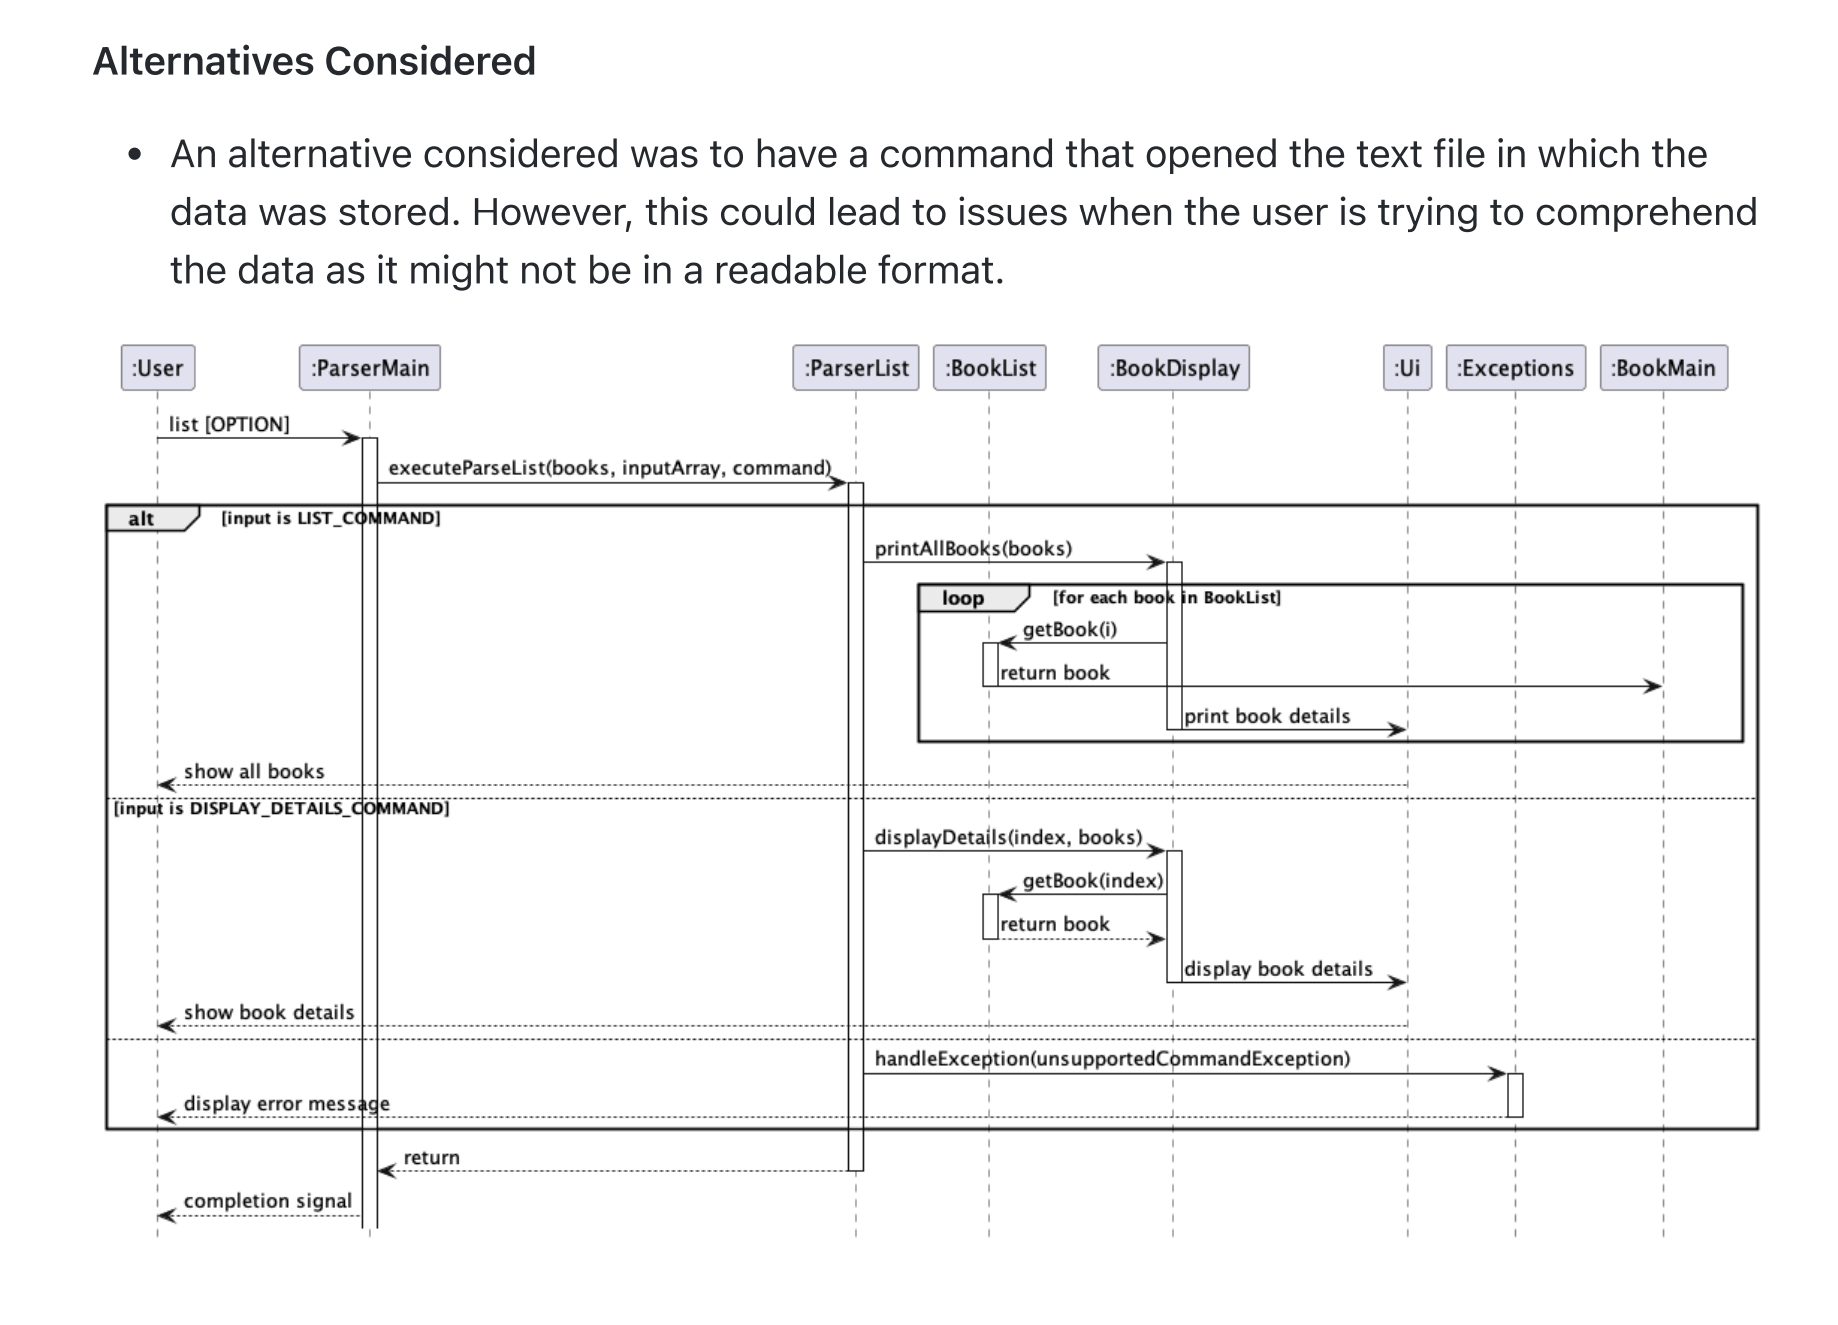 Alternatives Considered
• An alternative considered was to have a command that opened the text file in which the
data was stored. However, this could lead to issues when the user is trying to comprehend
the data as it might not be in a readable format.
:User :ParserMain :ParserList :BookList :BookDisplay :Ui :Exceptions :BookMain
list [OPTION]
executeParseList(books, inputArray, command)
alt [input is LIST_COMMAND]
printAllBooks(books)
loop [for each book in BookList]
getBook(i)
return book
print book details
show all books
[input is DISPLAY_DETAILS_COMMAND]
displayDetails(index, books)
getBook(index)
return book
display book details
show book details
handleException(unsupportedCommandException)
display error message
return
completion signal